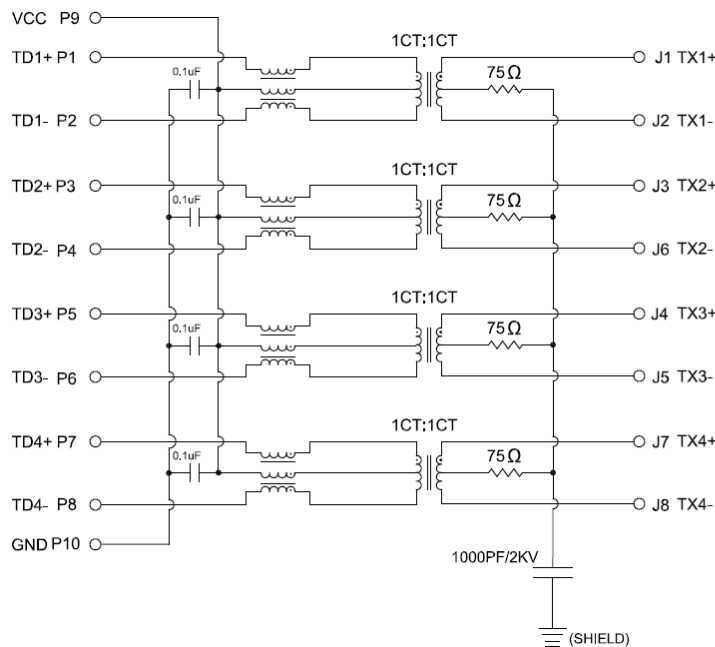 VCC P9
1CT:1CT
TD1+ P1
J1 TX1+
0.1uF
75Ω
TD1- P2
J2 TX1-
1CT:1CT
TD2+ P3
J3 TX2+
0.1uF
75Ω
TD2- P4
J6 TX2-
1CT:1CT
TD3+ P5
J4 TX3+
0.1uF
75Ω
TD3- P6
J5 TX3-
1CT:1CT
TD4+ P7
J7 TX4+
0.1uF
75Ω
TD4- P8
J8 TX4-
GND P10
1000PF/2KV
(SHIELD)